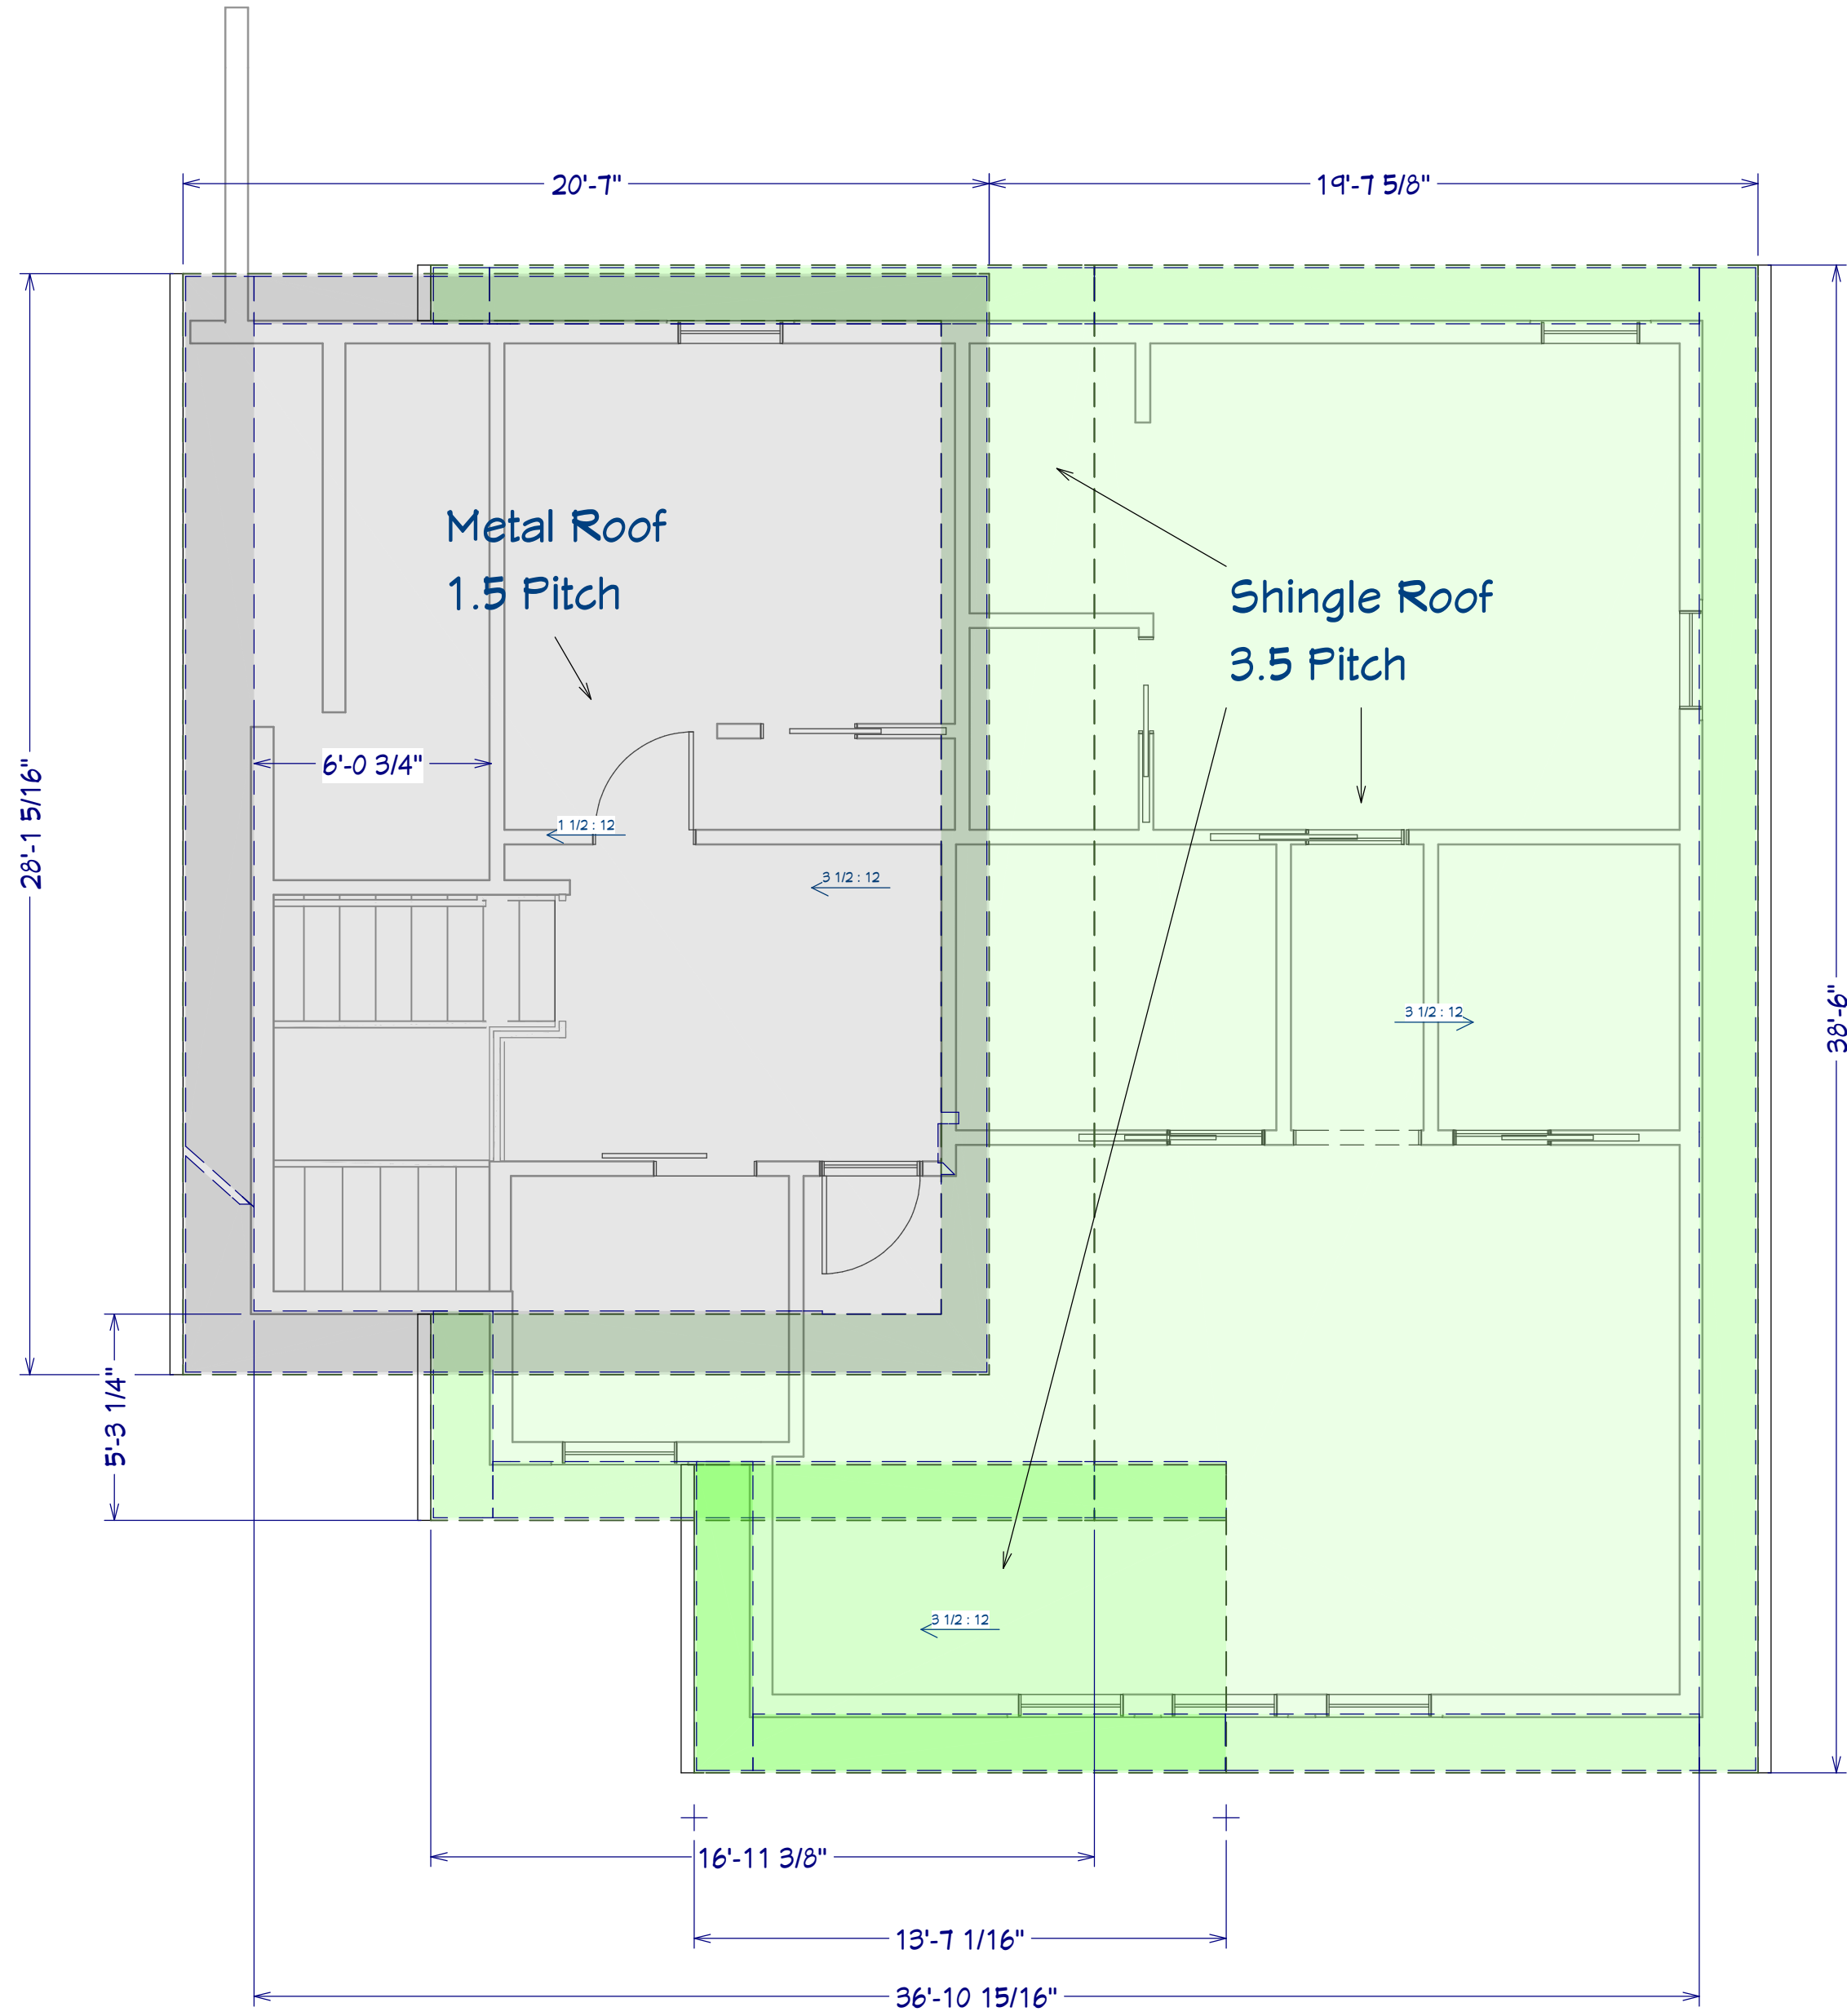 20'-7"
19'-7 5/8"
Metal Roof
1.5 Pitch
Shingle Roof
3.5 Pitch
6'-0 3/4"
28'-1 5/16"
1 1/2 : 12
3 1/2 : 12
3 1/2 : 12
38'-6"
5'-3 1/4"
3 1/2 : 12
16'-11 3/8"
13'-7 1/16"
36'-10 15/16"